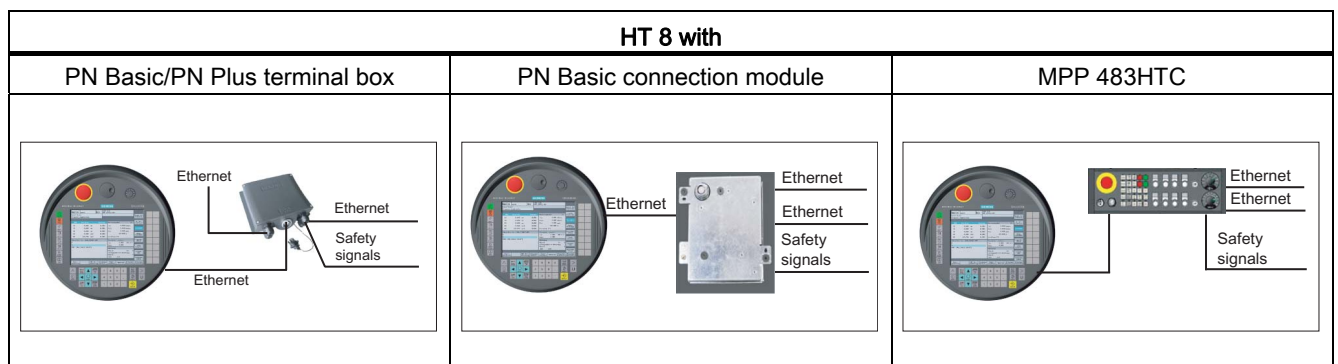 HT 8 with
PN Basic/PN Plus terminal box
PN Basic connection module
MPP 483HTC
Ethernet
Ethernet
Safety
signals
Ethernet
Ethernet
Ethernet
Ethernet
Safety
signals
Ethernet
Ethernet
Safety
signals